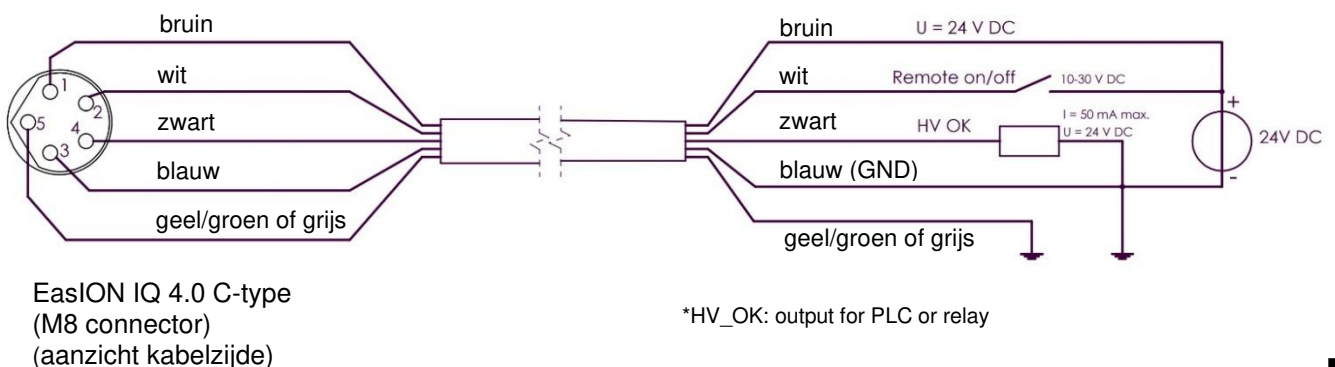 bruin
wit
zwart
blauw
geel/groen of grijs
1
2
5
4
3
bruin
U = 24 V DC
wit
Remote on/off
10-30 V DC
zwart
HV OK
I = 50 mA max.
U = 24 V DC
blauw (GND)
geel/groen of grijs
+
24V DC
-
EasION IQ 4.0 C-type
(M8 connector)
(aanzicht kabelzijde)
*HV_OK: output for PLC or relay